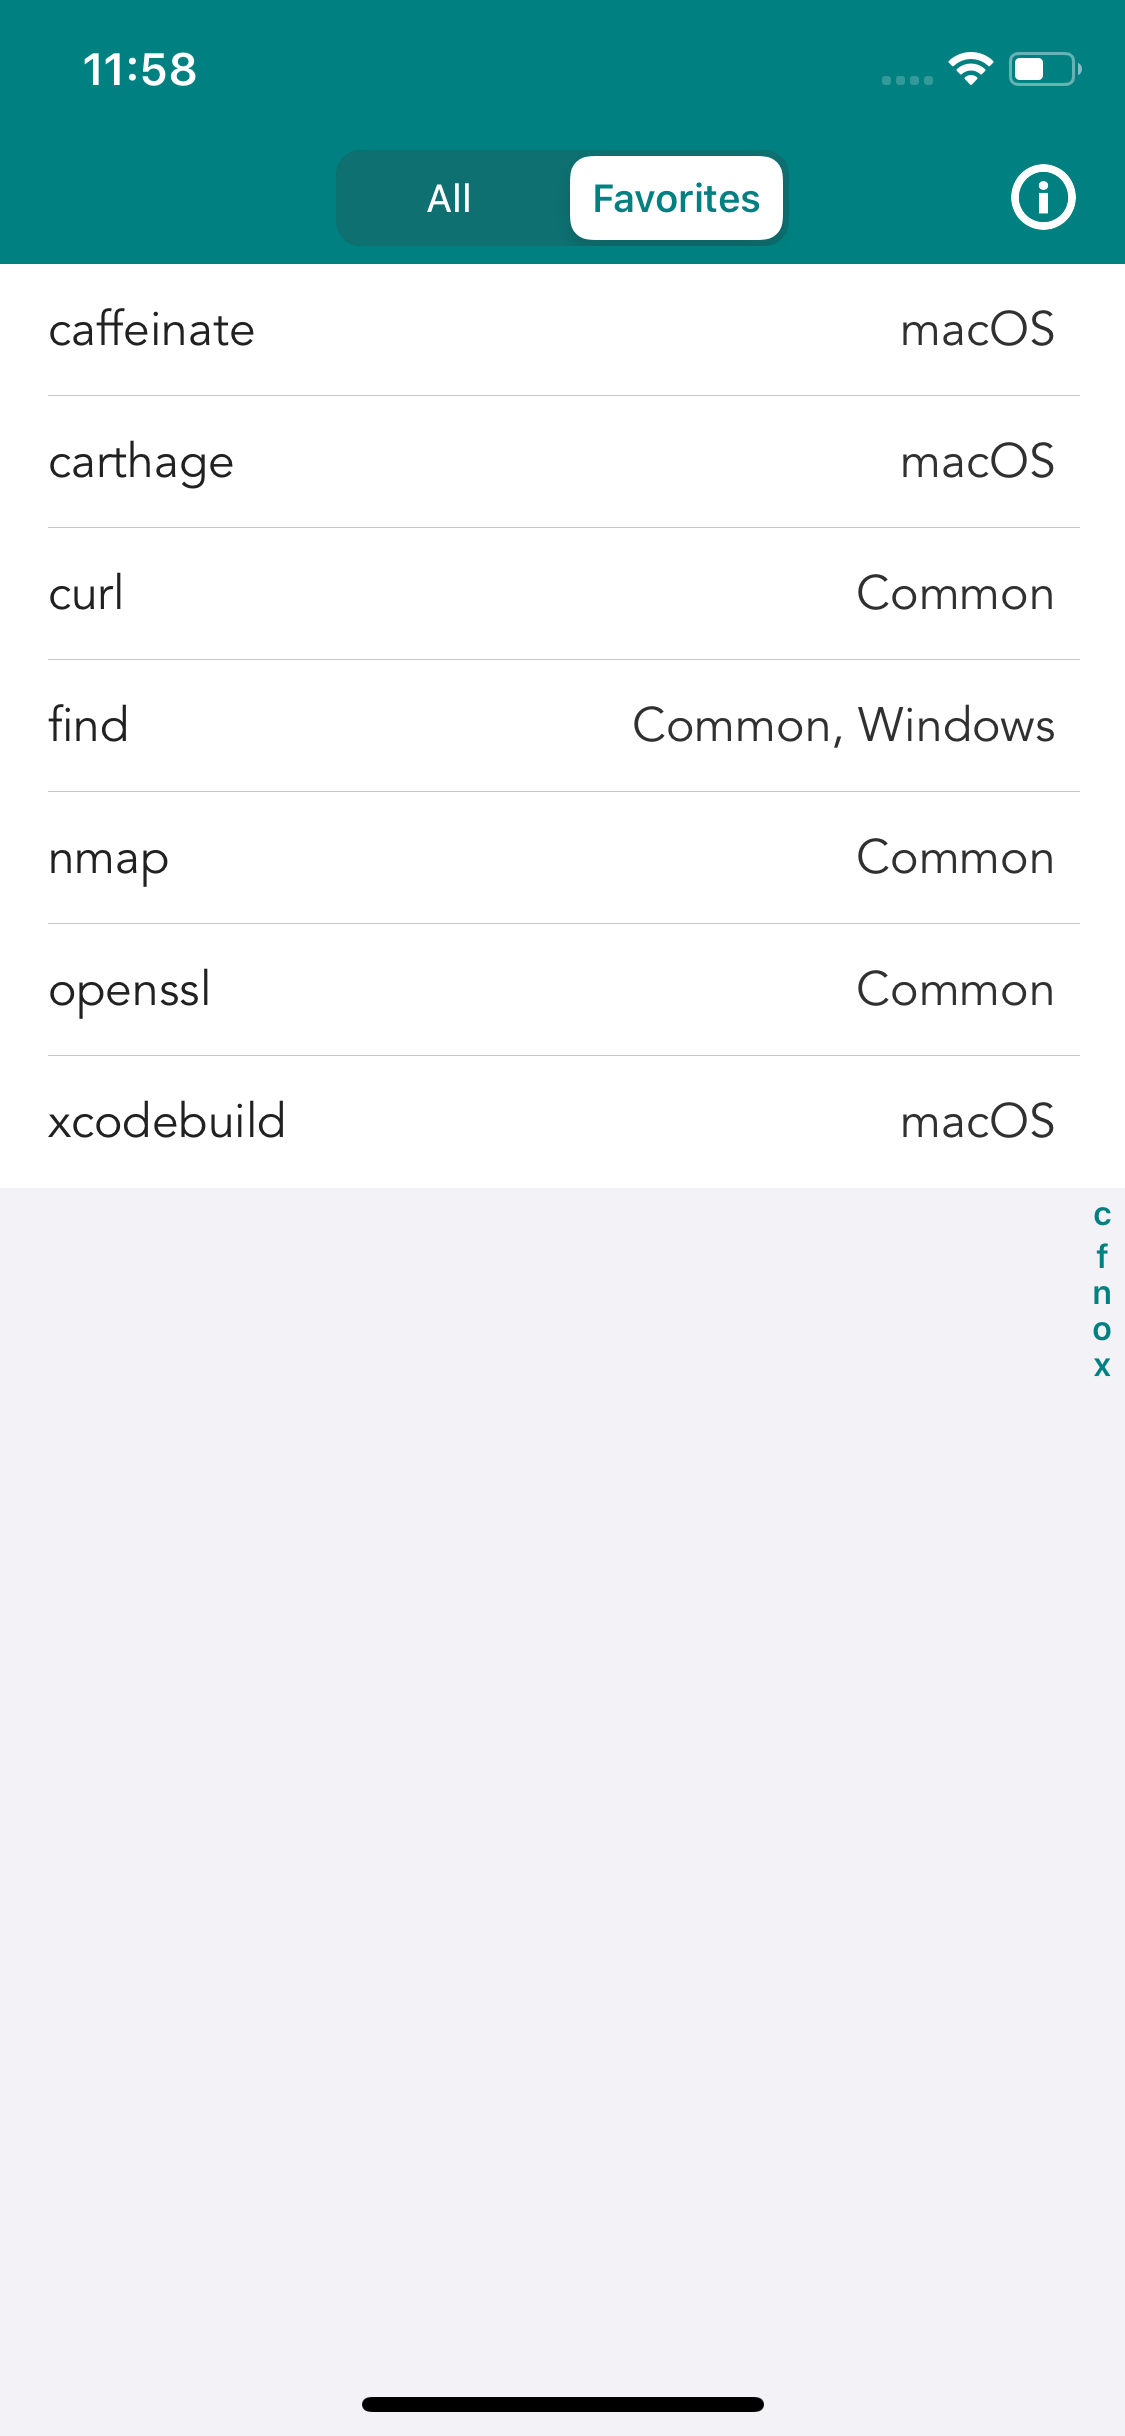 11:58
All Favorites
caffeinate macOS
carthage macOS
curl Common
find Common, Windows
nmap Common
openssl Common
xcodebuild macOS
c
f
n
o
x